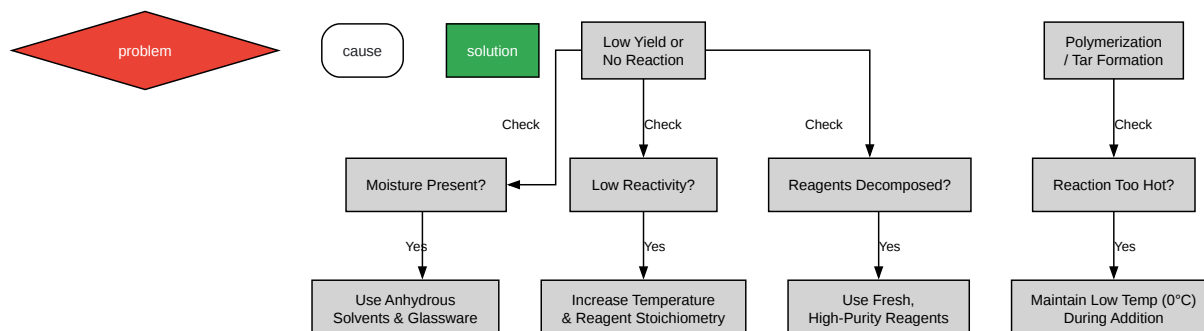 problem
cause
solution
Low Yield or
No Reaction
Polymerization
/ Tar Formation
Check
Check
Check
Check
Moisture Present?
Low Reactivity?
Reagents Decomposed?
Reaction Too Hot?
Yes
Yes
Yes
Yes
Use Anhydrous
Solvents & Glassware
Increase Temperature
& Reagent Stoichiometry
Use Fresh,
High-Purity Reagents
Maintain Low Temp (0°C)
During Addition